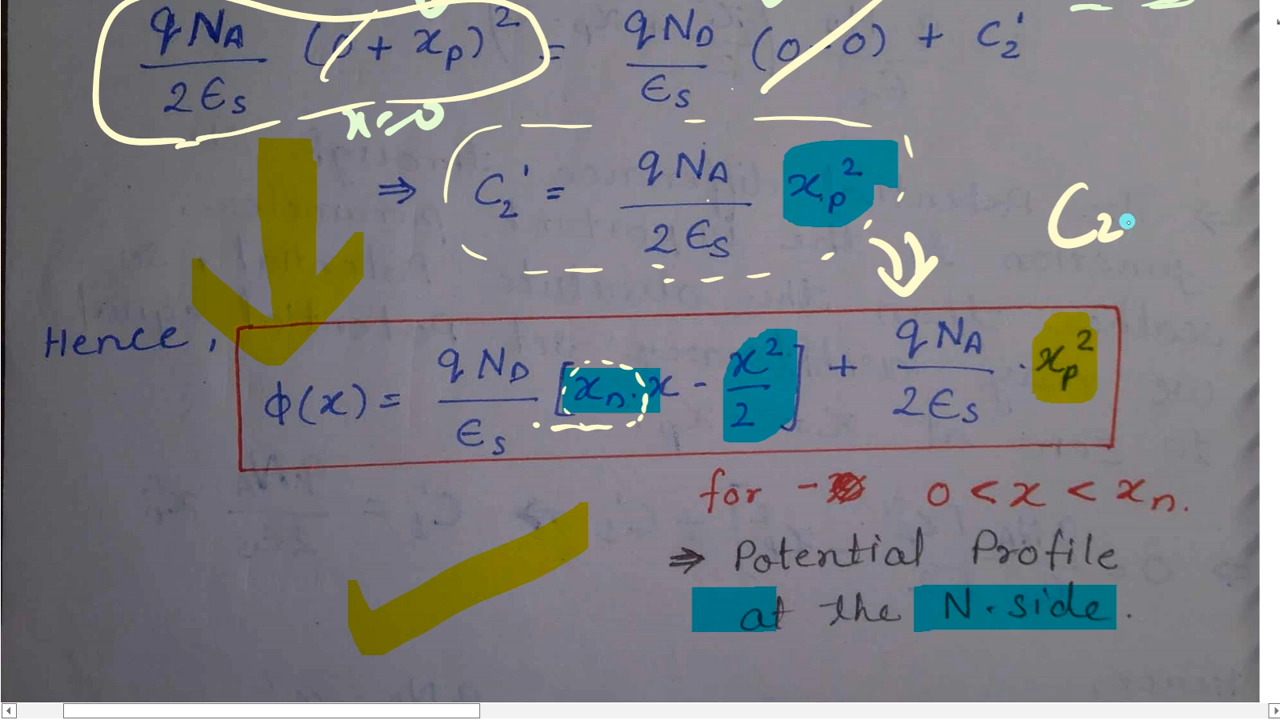 qNA/2εs (0 + xp)² = qND/εs (0 - 0) + C2'
x=0
⇒ C2' = qNA/2εs xp²
C2
Hence, ϕ(x) = qND/εs [xn.x - x²/2] + qNA/2εs . xp²
for - 0 < x < xn.
⇒ Potential Profile
at the N-side.